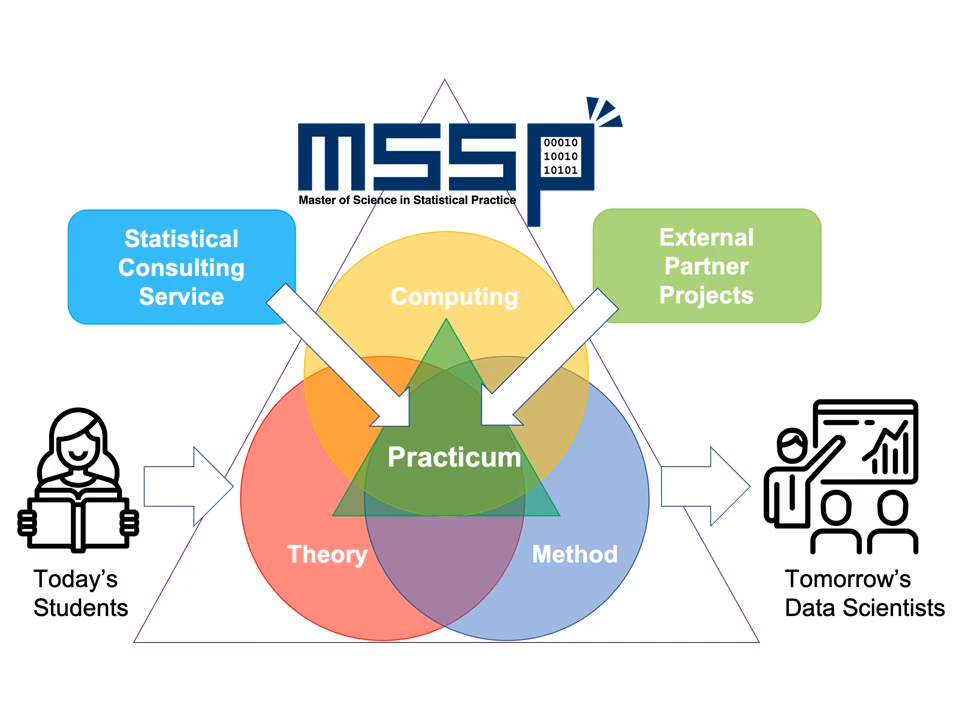 mssp
00010
10010
10101
Master of Science in Statistical Practice
Statistical
Consulting
Service
External
Partner
Projects
Computing
Practicum
Theory
Method
Today's
Students
Tomorrow's
Data Scientists